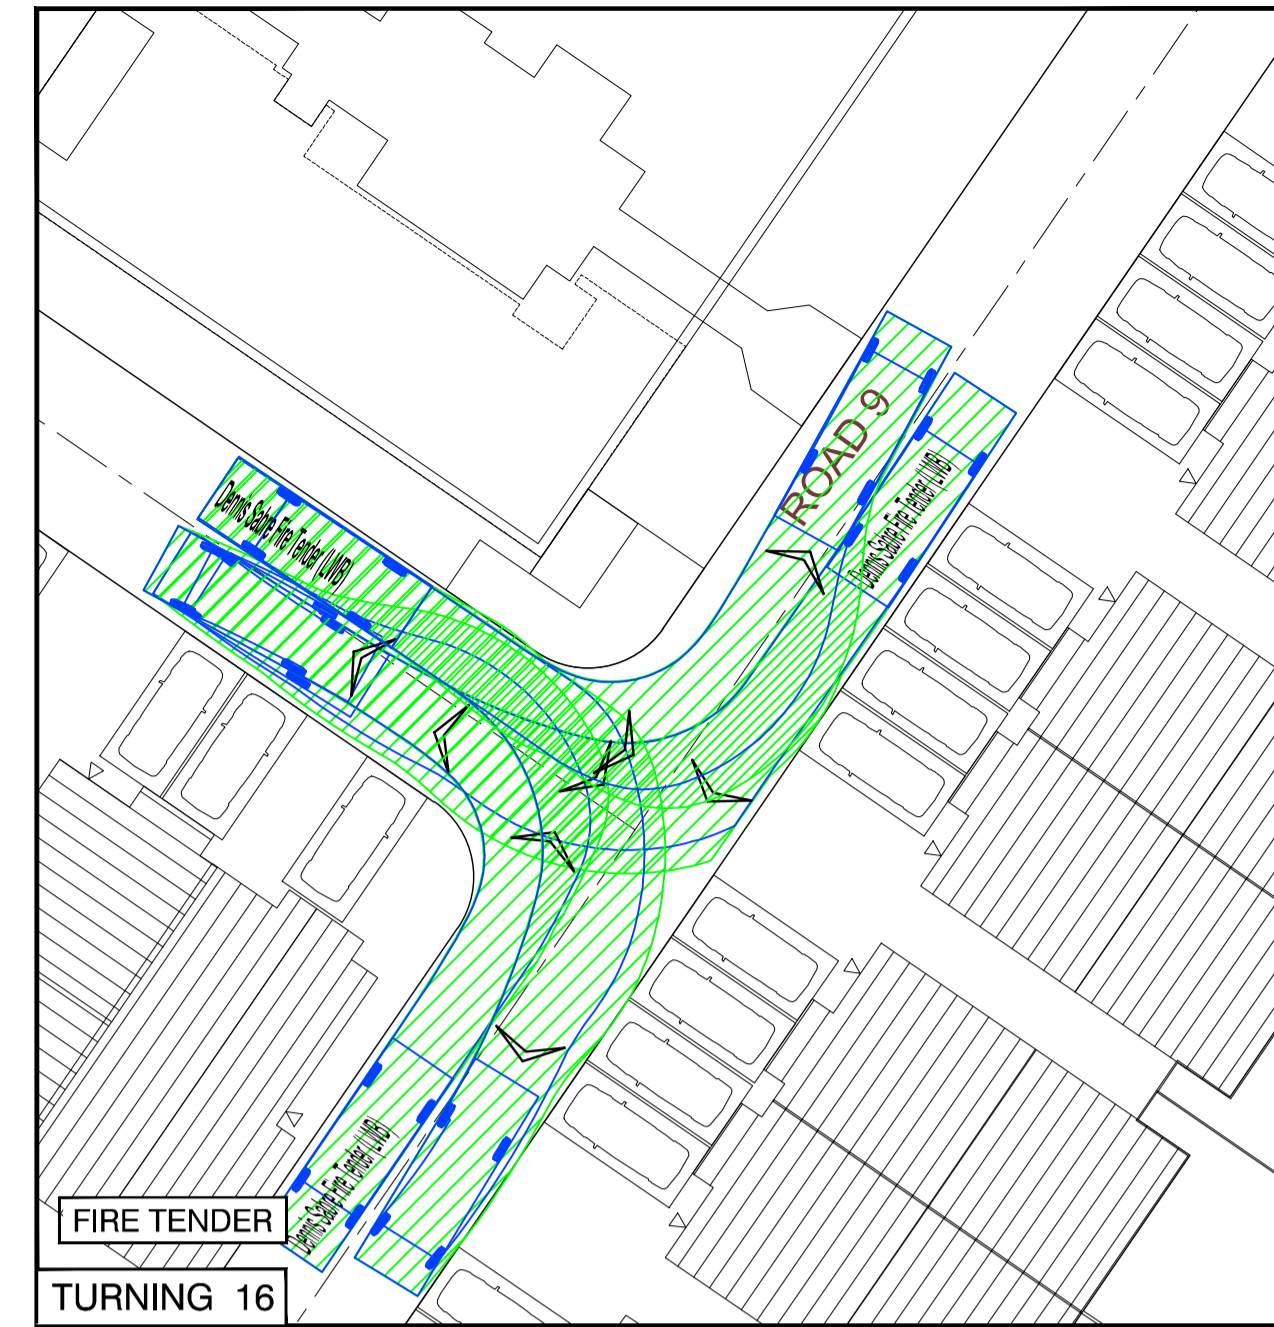 ROAD 9
Dennis Sabre Fire Tender (LWB)
Dennis Sabre Fire Tender (LWB)
Dennis Sabre Fire Tender (LWB)
FIRE TENDER
TURNING 16